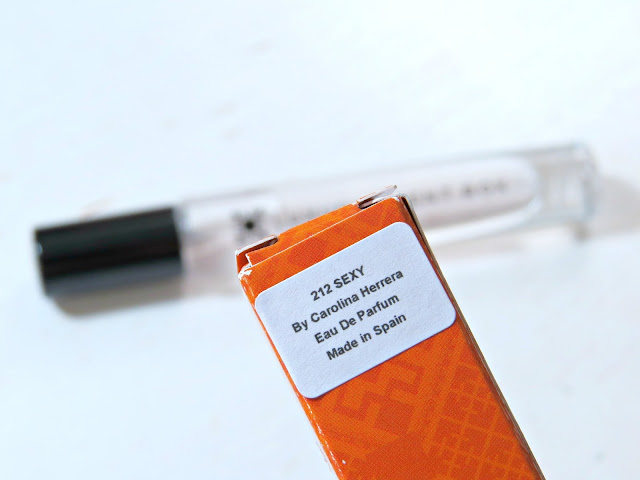 212 SEXY
By Carolina Herrera
Eau De Parfum
Made in Spain